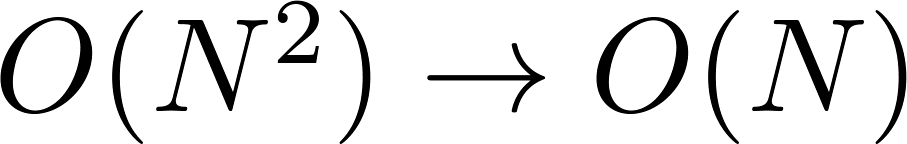 O(N²) → O(N)